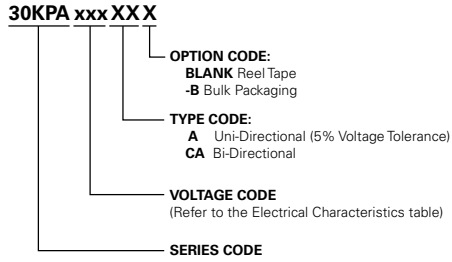 30KPA xxx XX X
OPTION CODE:
BLANK Reel Tape
-B Bulk Packaging
TYPE CODE:
A Uni-Directional (5% Voltage Tolerance)
CA Bi-Directional
VOLTAGE CODE
(Refer to the Electrical Characteristics table)
SERIES CODE